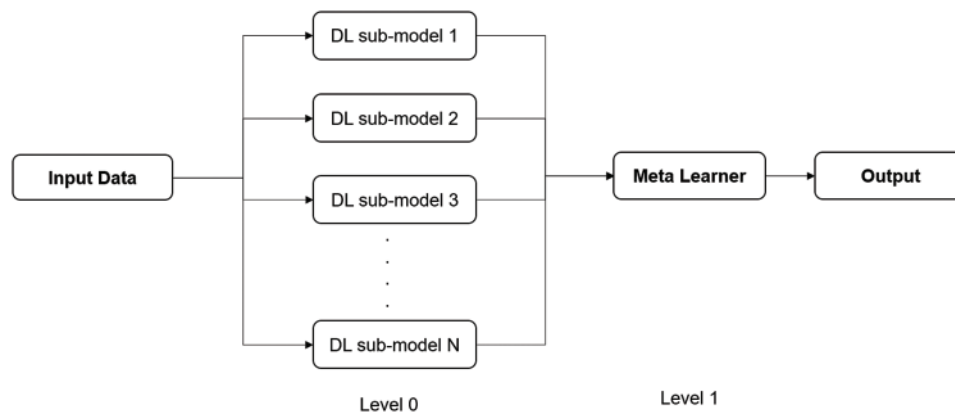 DL sub-model 1
DL sub-model 2
Input Data
Meta Learner
Output
DL sub-model 3
DL sub-model N
Level 0
Level 1